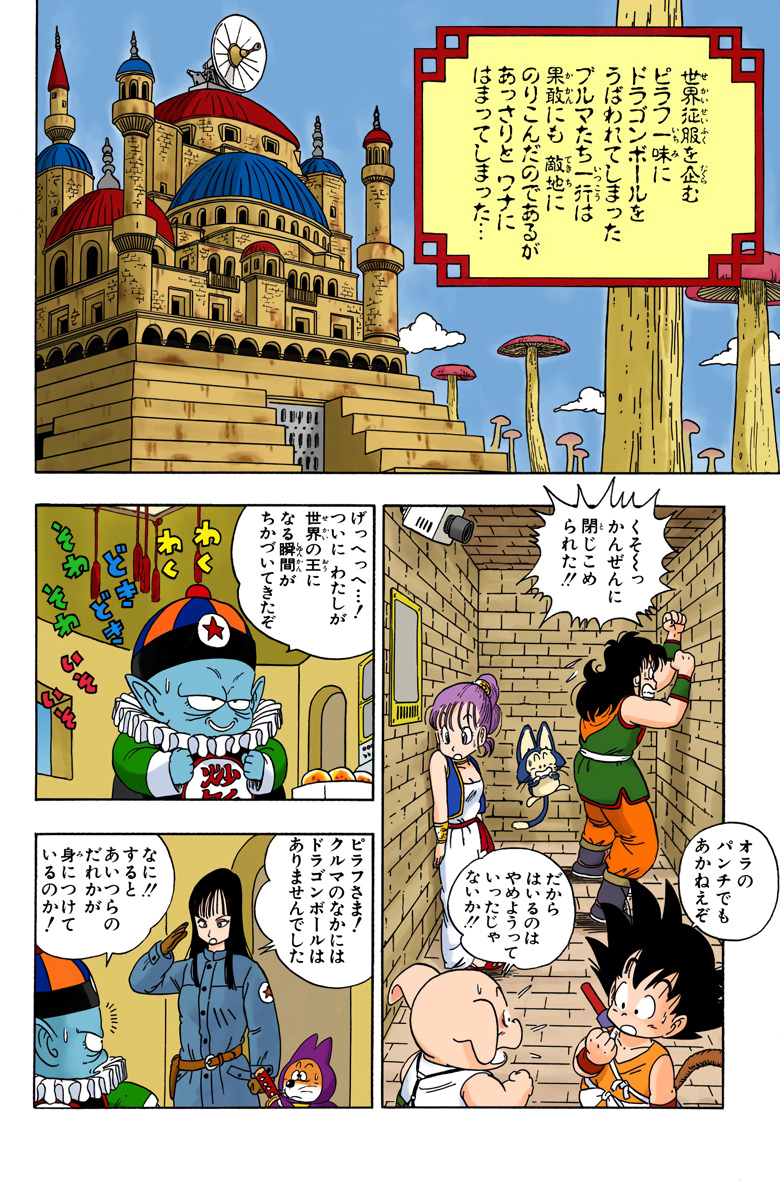 世界征服を企む
ピラフ一味に
ドラゴンボールを
うばわれてしまった
ブルマたち一行は
果敢にも 敵地に
のりこんだのであるが
あっさりと ワナに
はまってしまった…
くそ〜っ
かんぜんに
閉じこめ
られた!!
オラの
パンチでも
あかねえぞ
だから
はいるのは
やめようって
いったじゃ
ないか!!
げっへっへ…!
ついに わたしが
世界の王に
なる瞬間が
ちかづいてきたぞ
わく
わく
どき
どき
そわ
そわ
いそ
いそ
ピラフさま!
クルマのなかには
ドラゴンボールは
ありませんでした
なに!!
すると
あいつらの
だれかが
身につけて
いるのか!